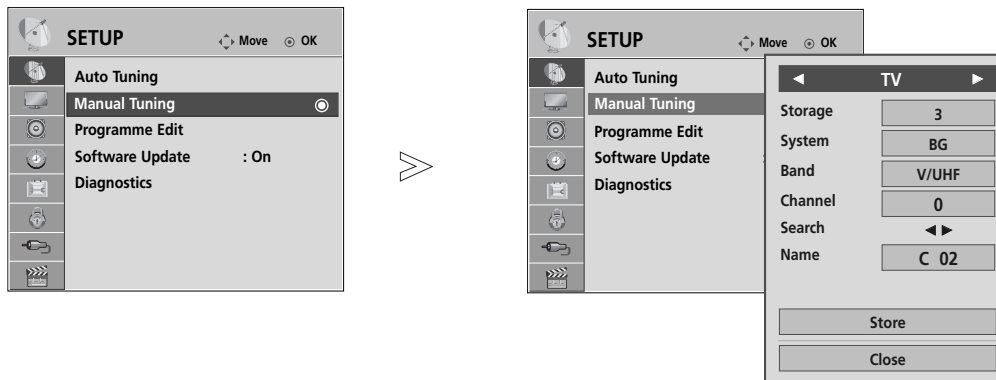 SETUP Move OK
Auto Tuning
Manual Tuning
Programme Edit
Software Update : On
Diagnostics
SETUP Move OK
Auto Tuning
Manual Tuning
Programme Edit
Software Update :
Diagnostics
TV
Storage 3
System BG
Band V/UHF
Channel 0
Search
Name C 02
Store
Close